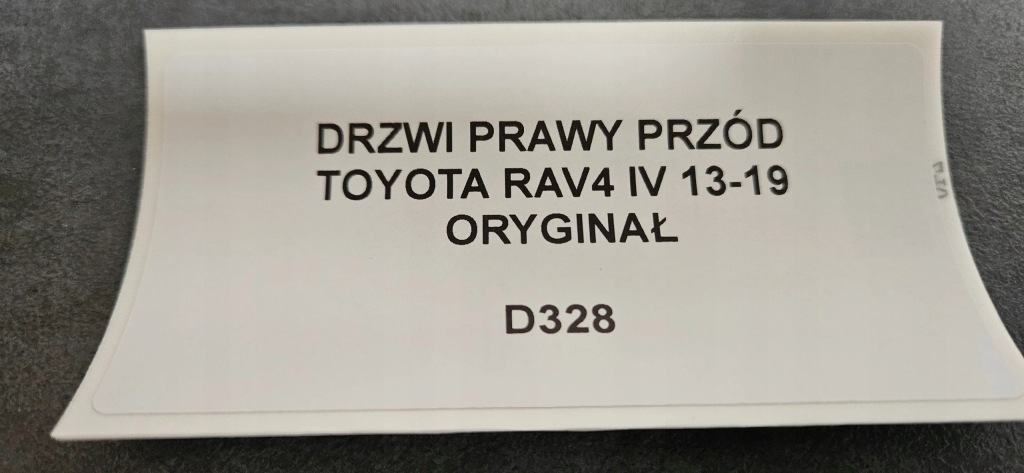 DRZWI PRAWY PRZÓD
TOYOTA RAV4 IV 13-19
ORYGINAŁ
D328